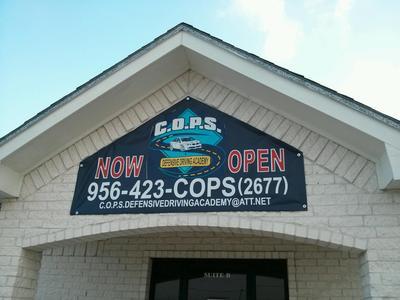 C.O.P.S.
DEFENSIVE DRIVING ACADEMY
NOW OPEN
956-423-COPS(2677)
C.O.P.S.DEFENSIVEDRIVINGACADEMY@ATT.NET
SUITE B